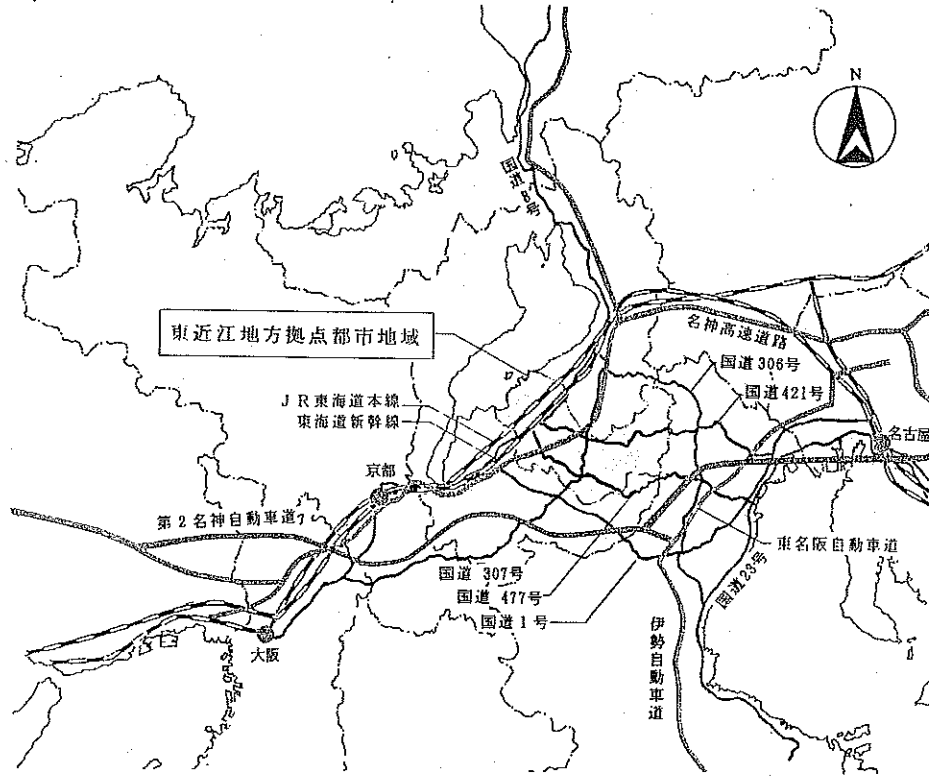 N
国道8号
東近江地方拠点都市地域
名神高速道路
国道306号
国道421号
JR東海道本線
東海道新幹線
名古屋
京都
第2名神自動車道
東名阪自動車道
国道 307号
国道 477号
国道23号
国道1号
伊勢自動車道
大阪